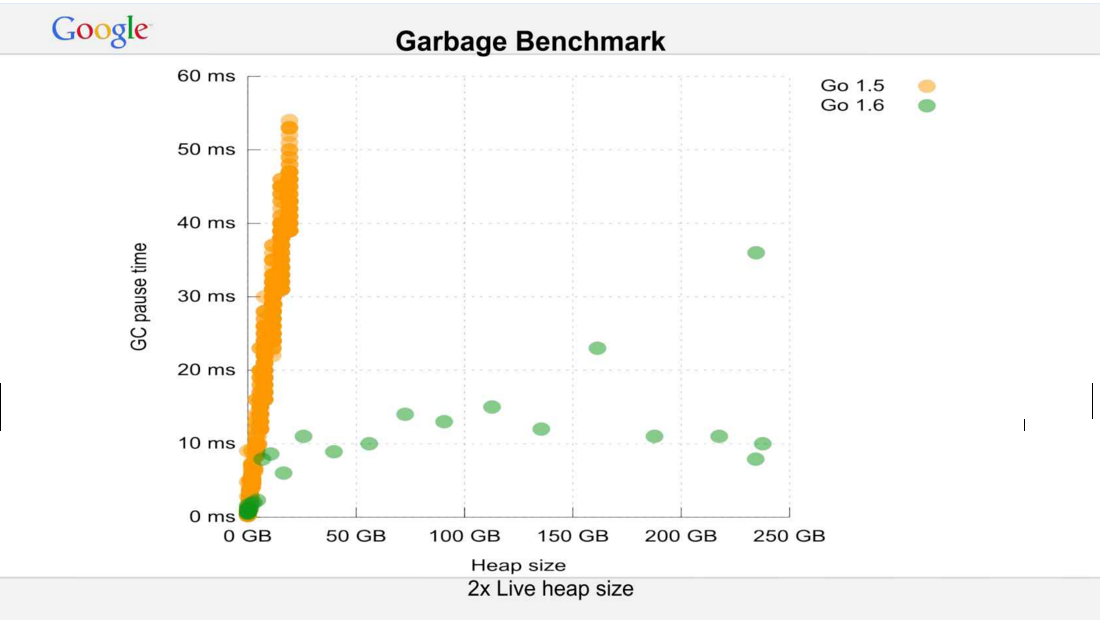 Google
Garbage Benchmark
Go 1.5
Go 1.6
60 ms
50 ms
40 ms
30 ms
20 ms
10 ms
0 ms
GC pause time
0 GB 50 GB 100 GB 150 GB 200 GB 250 GB
Heap size
2x Live heap size